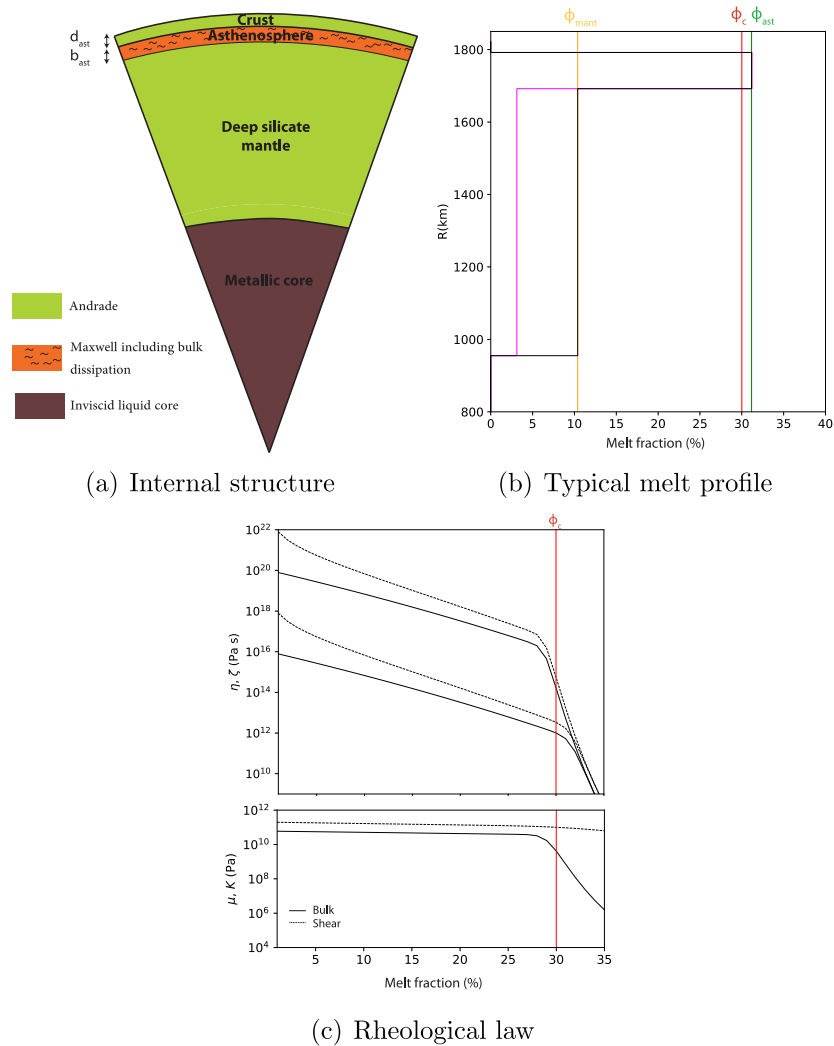 Crust
d_ast
Asthenosphere
b_ast
Deep silicate
mantle
Metallic core
Andrade
Maxwell including bulk
dissipation
Inviscid liquid core
(a) Internal structure
ϕ_mant
ϕ_c
ϕ_ast
1800
1600
1400
1200
1000
800
R(km)
0
5
10
15
20
25
30
35
40
Melt fraction (%)
(b) Typical melt profile
ϕ_c
10^22
10^20
10^18
10^16
10^14
10^12
10^10
η, ζ (Pa s)
10^12
10^10
10^8
10^6
10^4
μ, K (Pa)
Bulk
Shear
5
10
15
20
25
30
35
Melt fraction (%)
(c) Rheological law